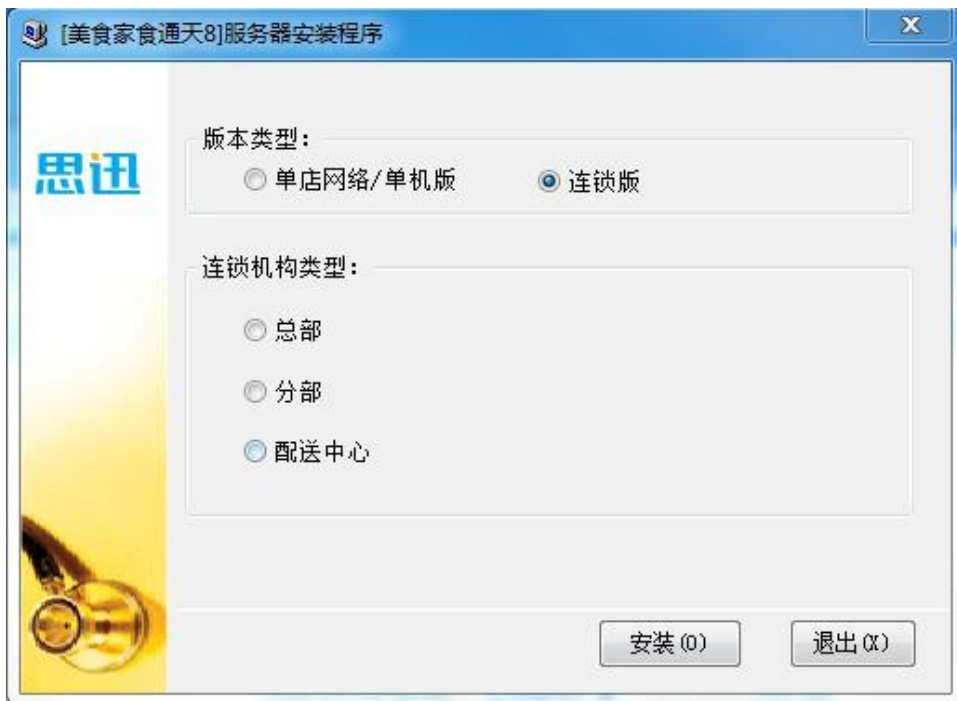 [美食家食通天8]服务器安装程序
思迅
版本类型:
单店网络/单机版 连锁版
连锁机构类型:
总部
分部
配送中心
安装(O) 退出(X)